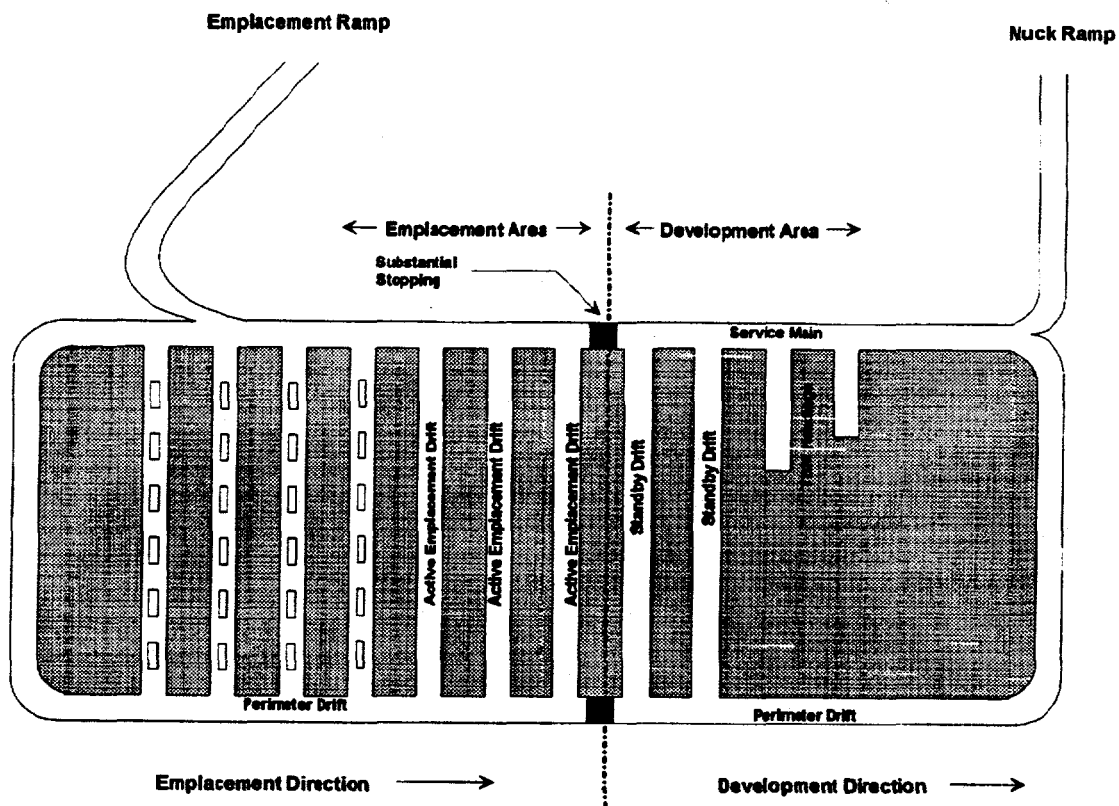 Emplacement Ramp
Nuck Ramp
Emplacement Area
Development Area
Substantial
Stopping
Service Main
Active Emplacement Drift
Active Emplacement Drift
Active Emplacement Drift
Standby Drift
Standby Drift
Perimeter Drift
Perimeter Drift
Emplacement Direction
Development Direction